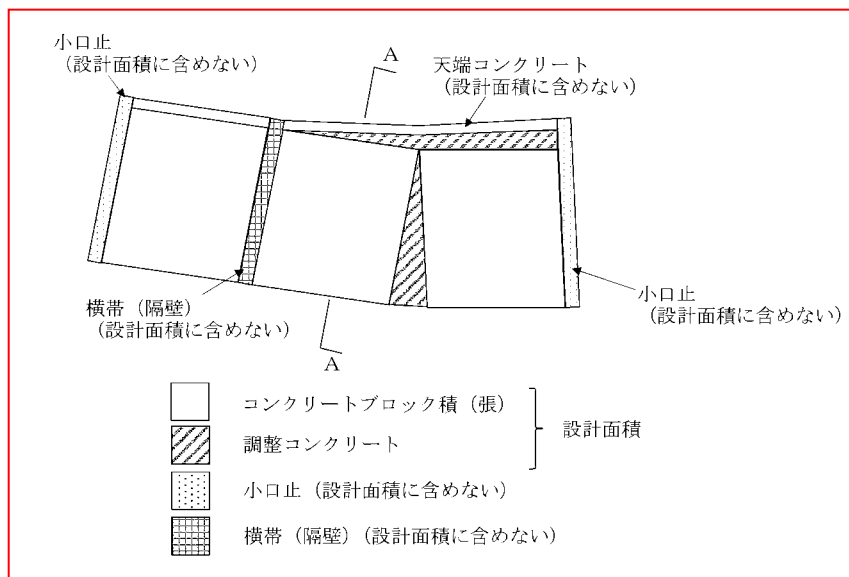 小口止
（設計面積に含めない）
A
天端コンクリート
（設計面積に含めない）
横帯（隔壁）
（設計面積に含めない）
A
小口止
（設計面積に含めない）
コンクリートブロック積（張）
調整コンクリート
設計面積
小口止（設計面積に含めない）
横帯（隔壁）（設計面積に含めない）